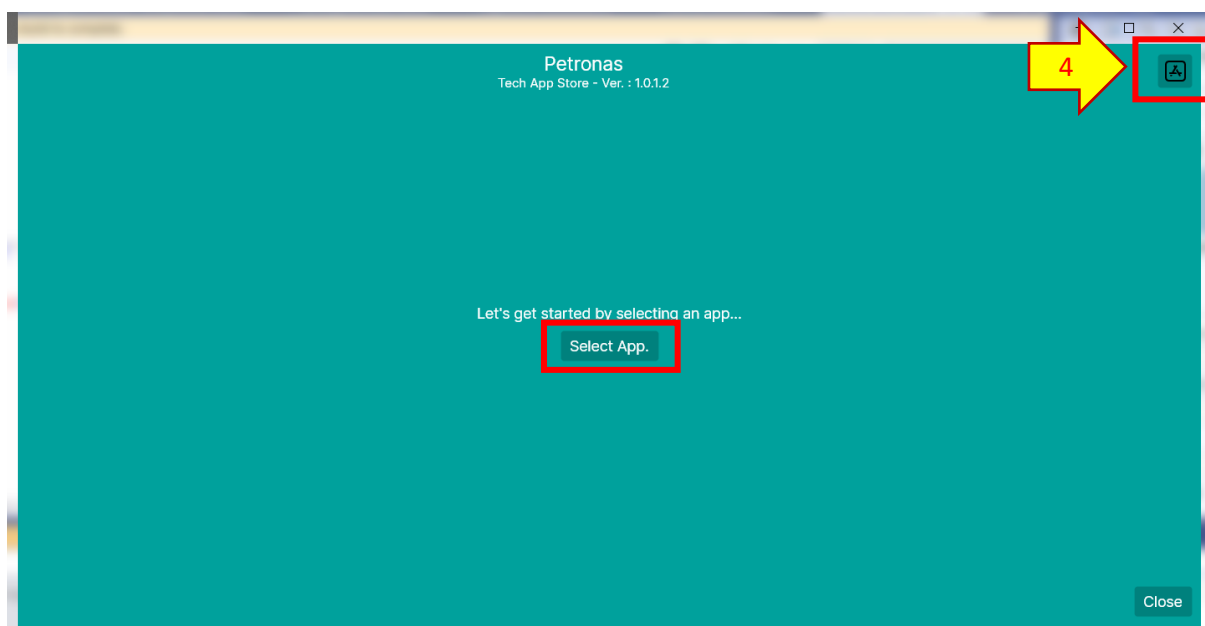 Petronas
4
Tech App Store - Ver. : 1.0.1.2
Let's get started by selecting an app...
Select App.
Close